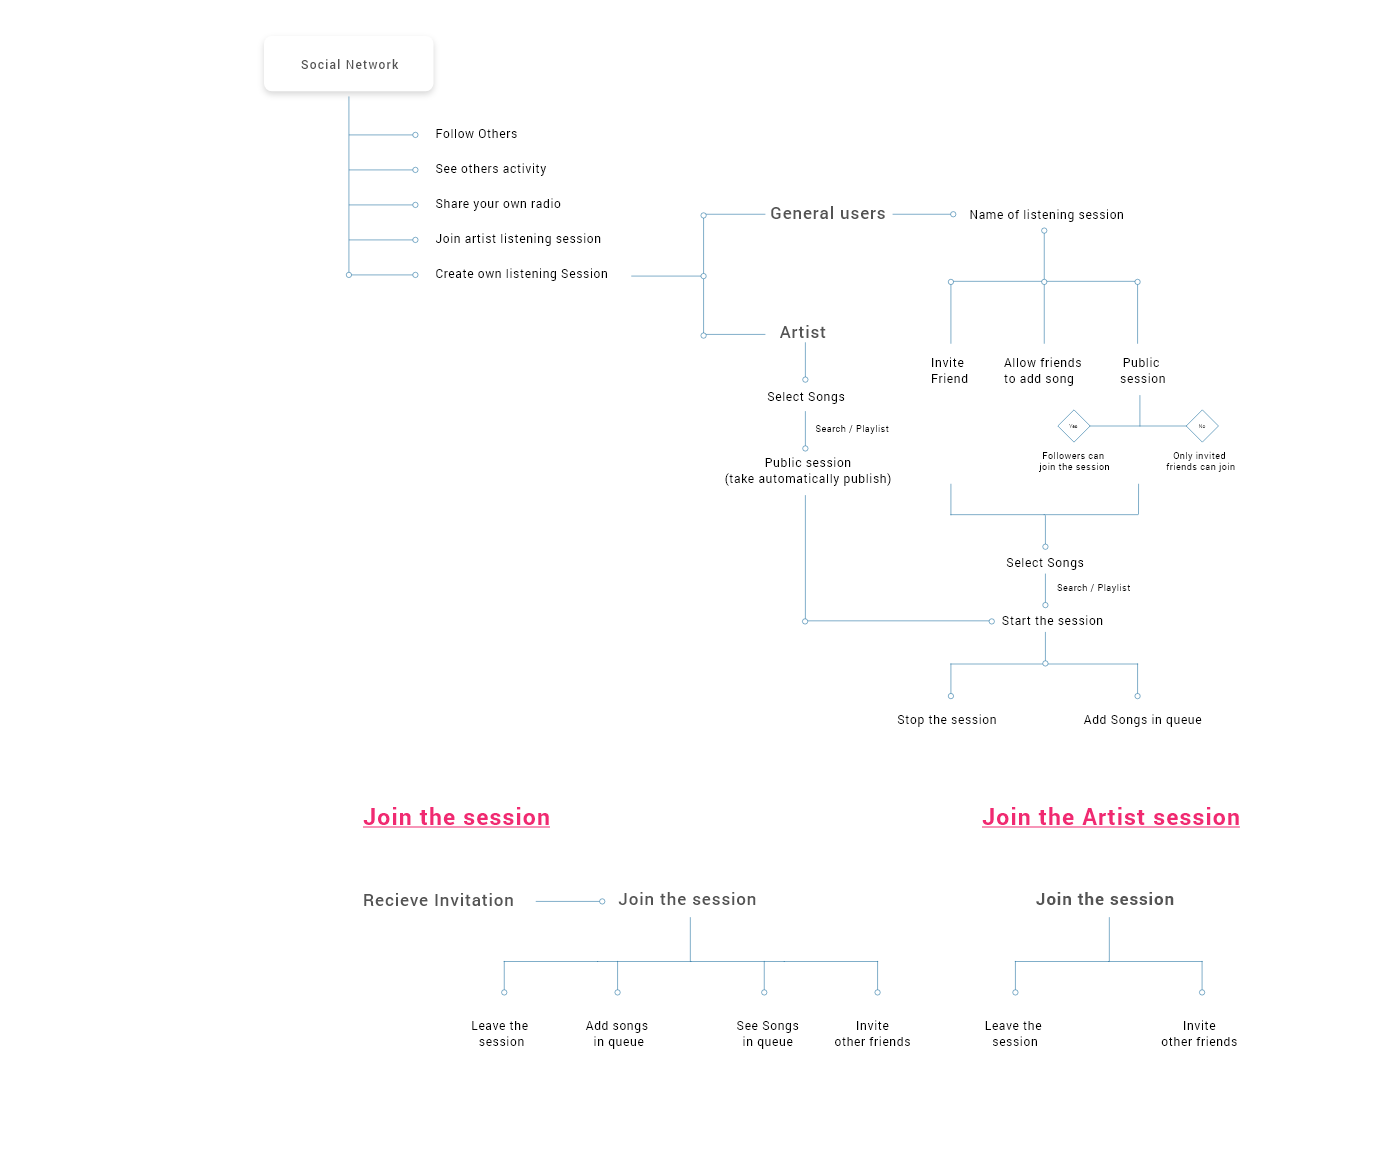 Social Network
Follow Others
See others activity
Share your own radio
Join artist listening session
Create own listening Session
General users
Name of listening session
Artist
Invite
Friend
Allow friends
to add song
Public
session
Select Songs
Search / Playlist
Public session
(take automatically publish)
Yes
No
Followers can
join the session
Only invited
friends can join
Select Songs
Search / Playlist
Start the session
Stop the session
Add Songs in queue
Join the session
Recieve Invitation
Join the session
Leave the
session
Add songs
in queue
See Songs
in queue
Invite
other friends
Join the Artist session
Join the session
Leave the
session
Invite
other friends